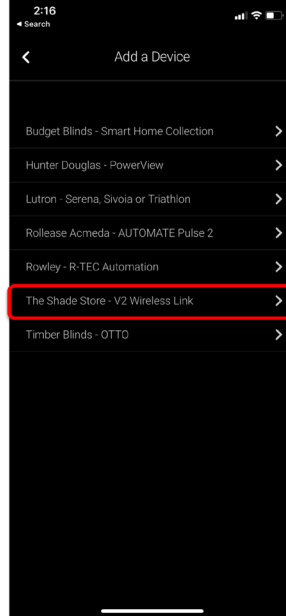 2:16
Search
Add a Device
Budget Blinds - Smart Home Collection
Hunter Douglas - PowerView
Lutron - Serena, Sivoia or Triathlon
Rollease Acmeda - AUTOMATE Pulse 2
Rowley - R-TEC Automation
The Shade Store - V2 Wireless Link
Timber Blinds - OTTO